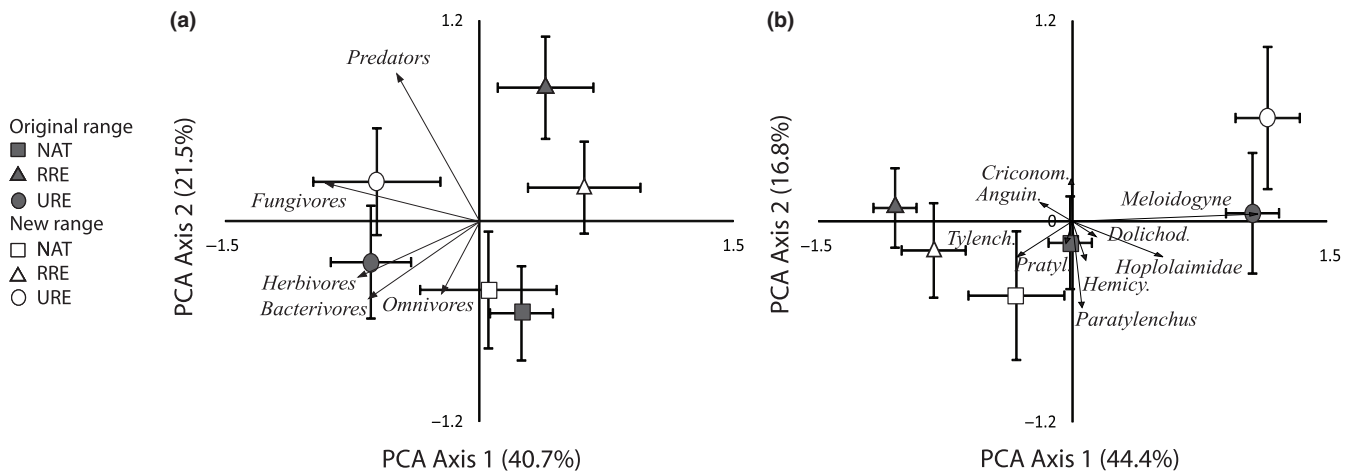 Original range
NAT
RRE
URE
New range
NAT
RRE
URE
(a)
1.2
Predators
Fungivores
−1.5
1.5
Herbivores
Bacterivores
Omnivores
−1.2
PCA Axis 2 (21.5%)
PCA Axis 1 (40.7%)
(b)
1.2
Criconom.
Anguin.
Meloidogyne
0
−1.5
1.5
Tylench.
Dolichod.
Pratyl.
Hoplolaimidae
Hemicy.
Paratylenchus
−1.2
PCA Axis 2 (16.8%)
PCA Axis 1 (44.4%)